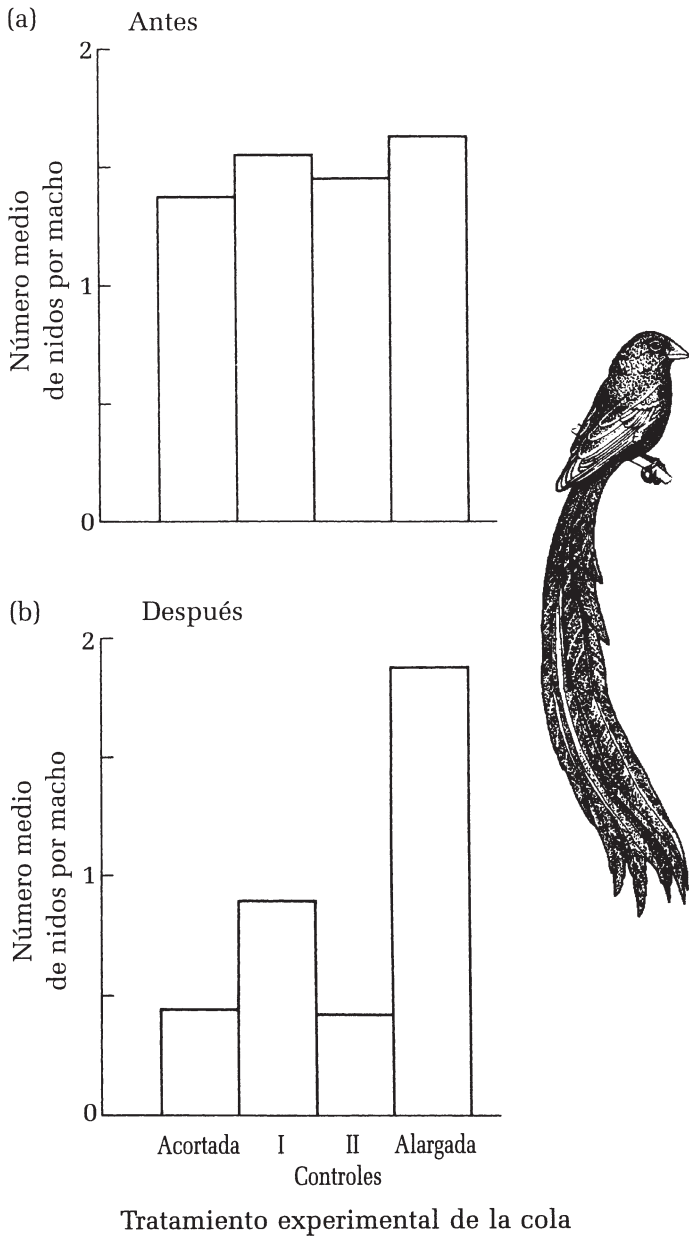 (a)
Antes
2
1
0
Número medio
de nidos por macho
(b)
Después
2
1
0
Número medio
de nidos por macho
Acortada I II Alargada
Controles
Tratamiento experimental de la cola